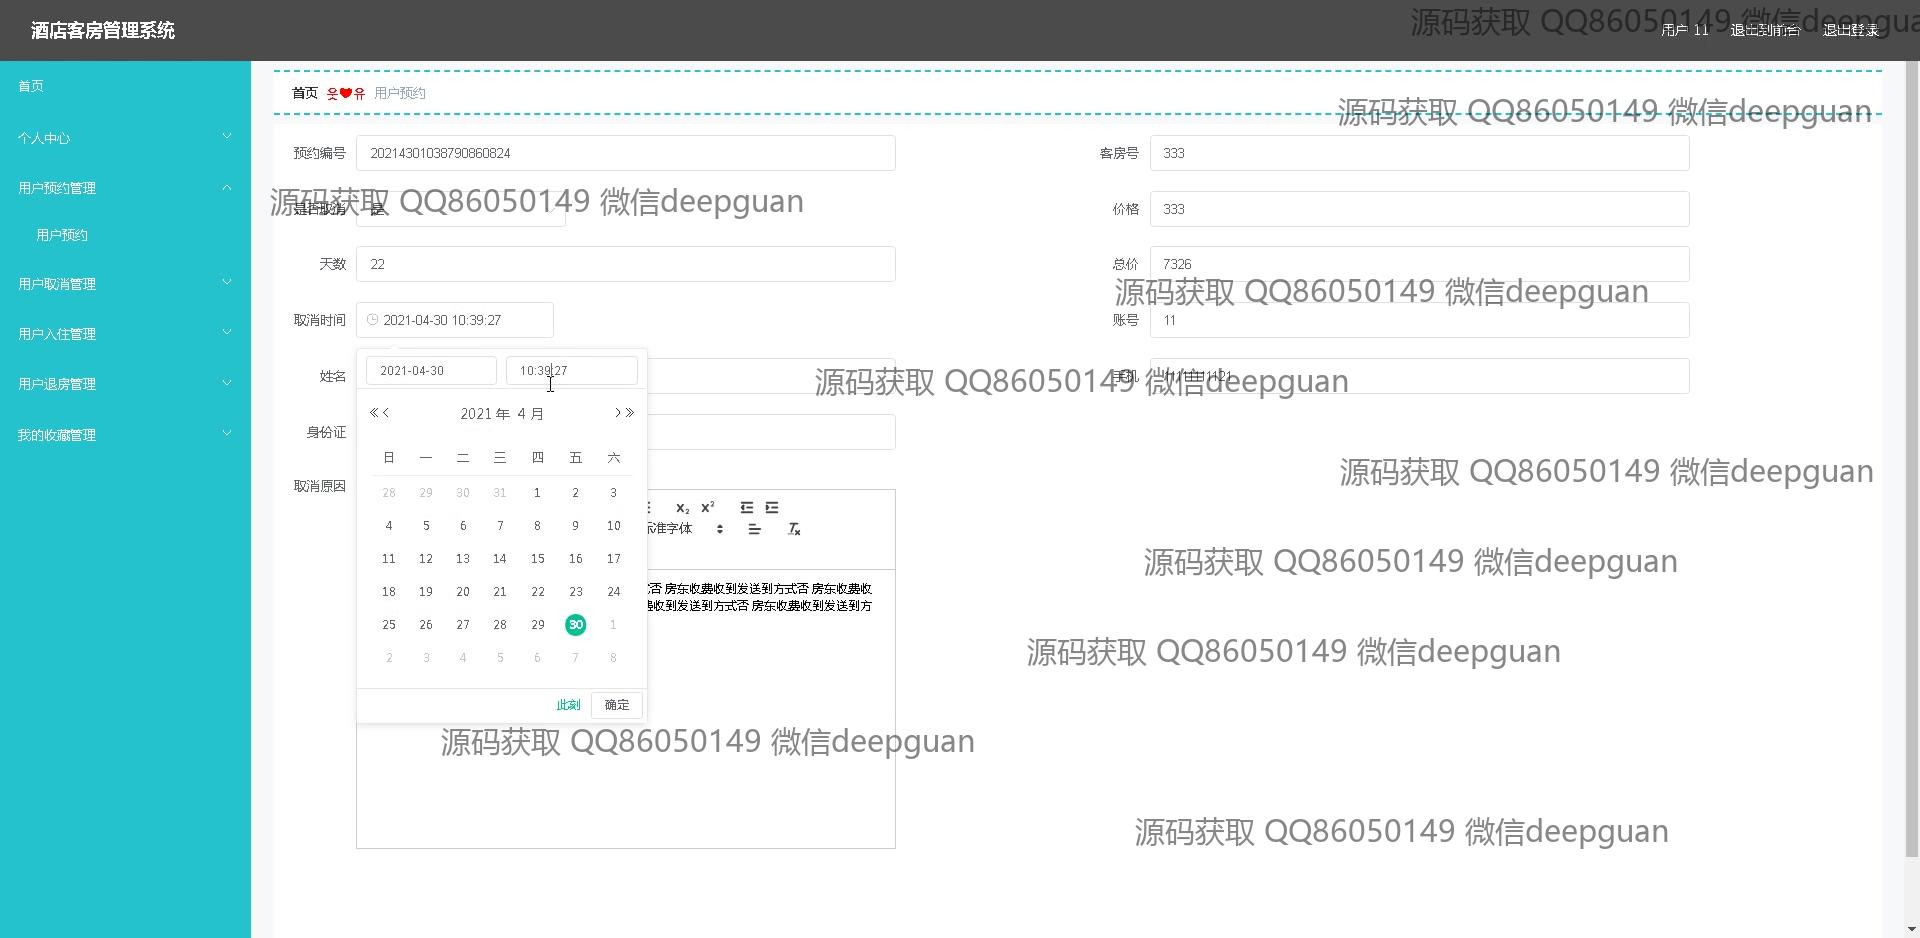 酒店客房管理系统
用户 11 退出到前台 退出登录
源码获取 QQ86050149 微信deepgua
首页
个人中心
用户预约管理
用户预约
用户取消管理
用户入住管理
用户退房管理
我的收藏管理
首页 웃❤유 用户预约
源码获取 QQ86050149 微信deepguan
预约编号 20214301038790860824 客房号 333
源码获取 QQ86050149 微信deepguan
是否取消 是 价格 333
天数 22 总价 7326
源码获取 QQ86050149 微信deepguan
取消时间 2021-04-30 10:39:27 账号 11
2021-04-30 10:39:27
姓名 手机
源码获取 QQ86050149 微信deepguan
2021 年 4 月
身份证
日 一 二 三 四 五 六
源码获取 QQ86050149 微信deepguan
取消原因
28 29 30 31 1 2 3
4 5 6 7 8 9 10
标准字体
11 12 13 14 15 16 17
源码获取 QQ86050149 微信deepguan
18 19 20 21 22 23 24
否 房东收费收到发送到方式否 房东收费收
收到发送到方式否 房东收费收到发送到方
25 26 27 28 29 30 1
2 3 4 5 6 7 8
源码获取 QQ86050149 微信deepguan
此刻 确定
源码获取 QQ86050149 微信deepguan
源码获取 QQ86050149 微信deepguan